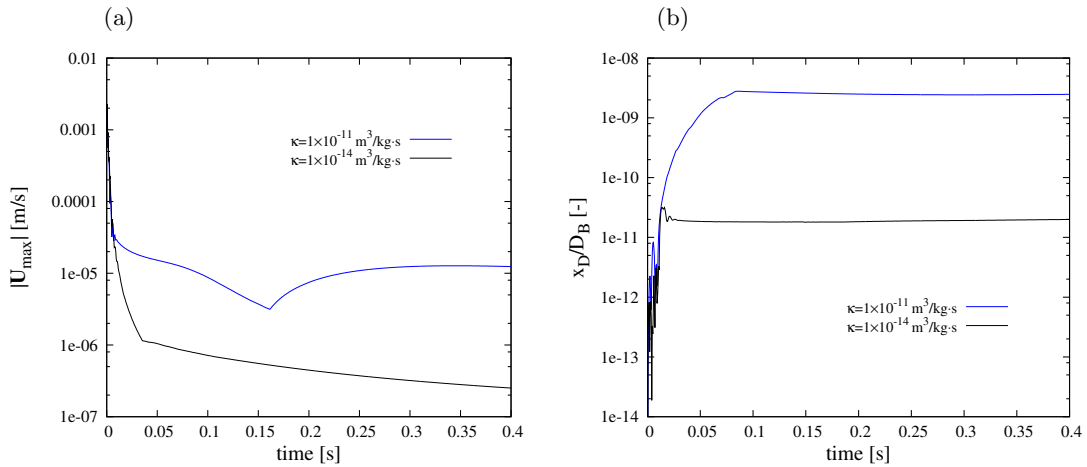 (a)
0.01
0.001
0.0001
1e-05
1e-06
1e-07
|U_max| [m/s]
0 0.05 0.1 0.15 0.2 0.25 0.3 0.35 0.4
time [s]
κ=1×10^-11 m^3/kg·s
κ=1×10^-14 m^3/kg·s
(b)
1e-08
1e-09
1e-10
1e-11
1e-12
1e-13
1e-14
x_D/D_B [-]
0 0.05 0.1 0.15 0.2 0.25 0.3 0.35 0.4
time [s]
κ=1×10^-11 m^3/kg·s
κ=1×10^-14 m^3/kg·s